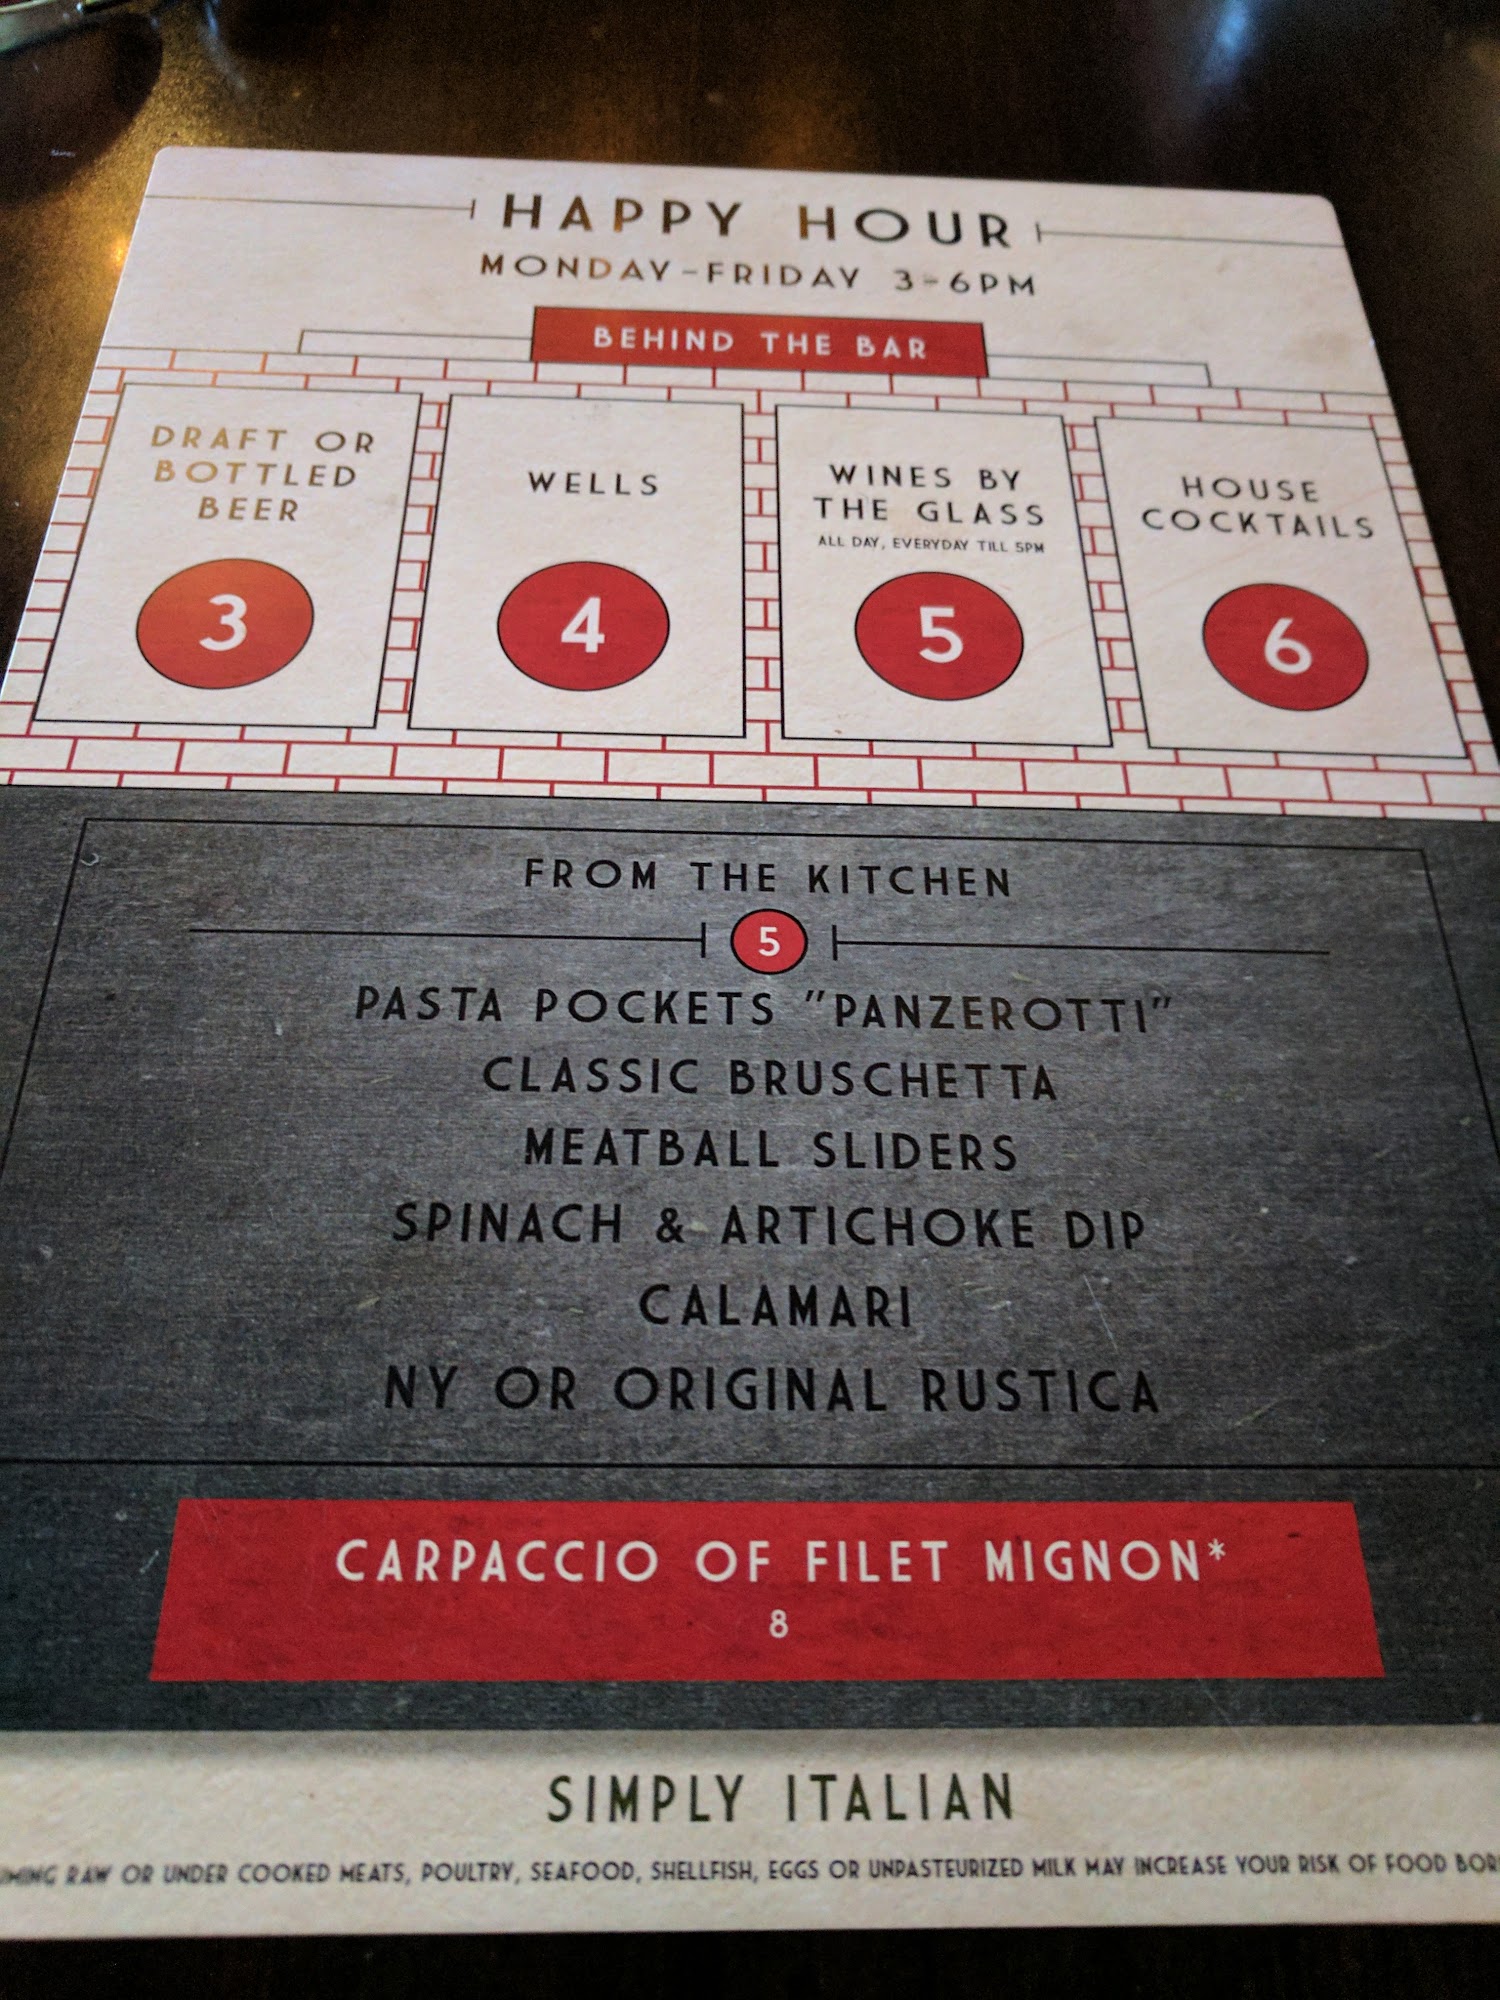 HAPPY HOUR
MONDAY-FRIDAY 3-6PM
BEHIND THE BAR
DRAFT OR
BOTTLED
BEER
3
WELLS
4
WINES BY
THE GLASS
ALL DAY, EVERYDAY TILL 5PM
5
HOUSE
COCKTAILS
6
FROM THE KITCHEN
5
PASTA POCKETS "PANZEROTTI"
CLASSIC BRUSCHETTA
MEATBALL SLIDERS
SPINACH & ARTICHOKE DIP
CALAMARI
NY OR ORIGINAL RUSTICA
CARPACCIO OF FILET MIGNON*
8
SIMPLY ITALIAN
RAW OR UNDER COOKED MEATS, POULTRY, SEAFOOD, SHELLFISH, EGGS OR UNPASTEURIZED MILK MAY INCREASE YOUR RISK OF FOOD